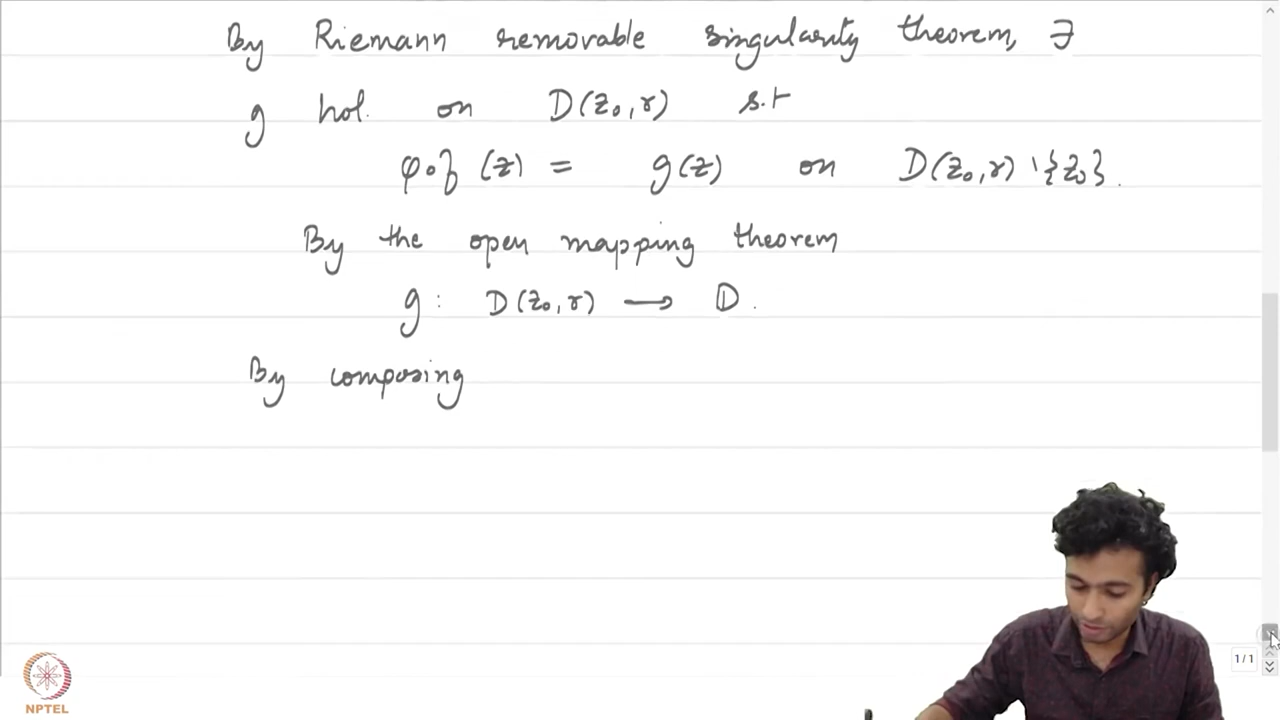 By Riemann removable singularity theorem, ∃
g hol. on D(z₀, r) s.t
φ∘f (z) = g(z) on D(z₀, r) \ {z₀}.
By the open mapping theorem
g : D(z₀, r) ⟶ D.
By composing
1/1
NPTEL